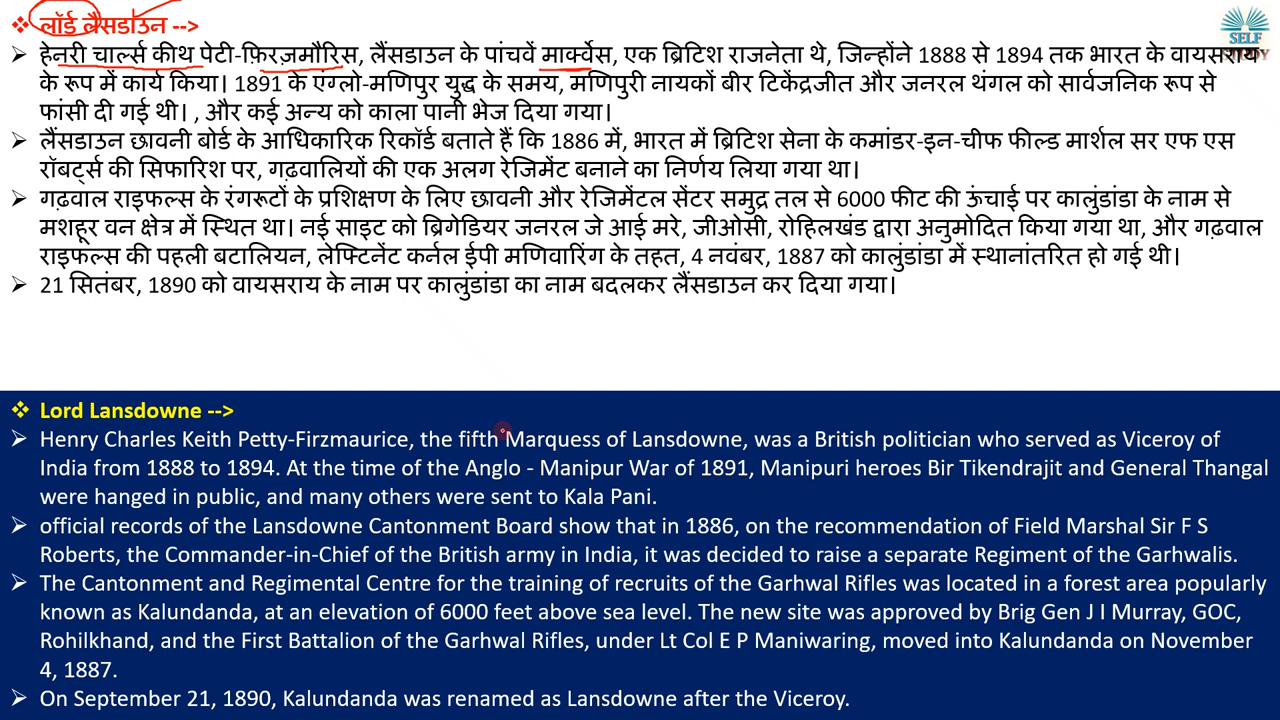 ❖ लॉर्ड लैंसडाउन -->
SELF
STUDY
➢ हेनरी चार्ल्स कीथ पेटी-फ़िरज़मौरिस, लैंसडाउन के पांचवें मार्क्वेस, एक ब्रिटिश राजनेता थे, जिन्होंने 1888 से 1894 तक भारत के वायसराय
के रूप में कार्य किया। 1891 के एंग्लो-मणिपुर युद्ध के समय, मणिपुरी नायकों बीर टिकेंद्रजीत और जनरल थंगल को सार्वजनिक रूप से
फांसी दी गई थी। , और कई अन्य को काला पानी भेज दिया गया।
➢ लैंसडाउन छावनी बोर्ड के आधिकारिक रिकॉर्ड बताते हैं कि 1886 में, भारत में ब्रिटिश सेना के कमांडर-इन-चीफ फील्ड मार्शल सर एफ एस
रॉबर्ट्स की सिफारिश पर, गढ़वालियों की एक अलग रेजिमेंट बनाने का निर्णय लिया गया था।
➢ गढ़वाल राइफल्स के रंगरूटों के प्रशिक्षण के लिए छावनी और रेजिमेंटल सेंटर समुद्र तल से 6000 फीट की ऊंचाई पर कालुंडांडा के नाम से
मशहूर वन क्षेत्र में स्थित था। नई साइट को ब्रिगेडियर जनरल जे आई मरे, जीओसी, रोहिलखंड द्वारा अनुमोदित किया गया था, और गढ़वाल
राइफल्स की पहली बटालियन, लेफ्टिनेंट कर्नल ईपी मणिवारिंग के तहत, 4 नवंबर, 1887 को कालुंडांडा में स्थानांतरित हो गई थी।
➢ 21 सितंबर, 1890 को वायसराय के नाम पर कालुंडांडा का नाम बदलकर लैंसडाउन कर दिया गया।
❖ Lord Lansdowne -->
➢ Henry Charles Keith Petty-Firzmaurice, the fifth Marquess of Lansdowne, was a British politician who served as Viceroy of
India from 1888 to 1894. At the time of the Anglo - Manipur War of 1891, Manipuri heroes Bir Tikendrajit and General Thangal
were hanged in public, and many others were sent to Kala Pani.
➢ official records of the Lansdowne Cantonment Board show that in 1886, on the recommendation of Field Marshal Sir F S
Roberts, the Commander-in-Chief of the British army in India, it was decided to raise a separate Regiment of the Garhwalis.
➢ The Cantonment and Regimental Centre for the training of recruits of the Garhwal Rifles was located in a forest area popularly
known as Kalundanda, at an elevation of 6000 feet above sea level. The new site was approved by Brig Gen J I Murray, GOC,
Rohilkhand, and the First Battalion of the Garhwal Rifles, under Lt Col E P Maniwaring, moved into Kalundanda on November
4, 1887.
➢ On September 21, 1890, Kalundanda was renamed as Lansdowne after the Viceroy.